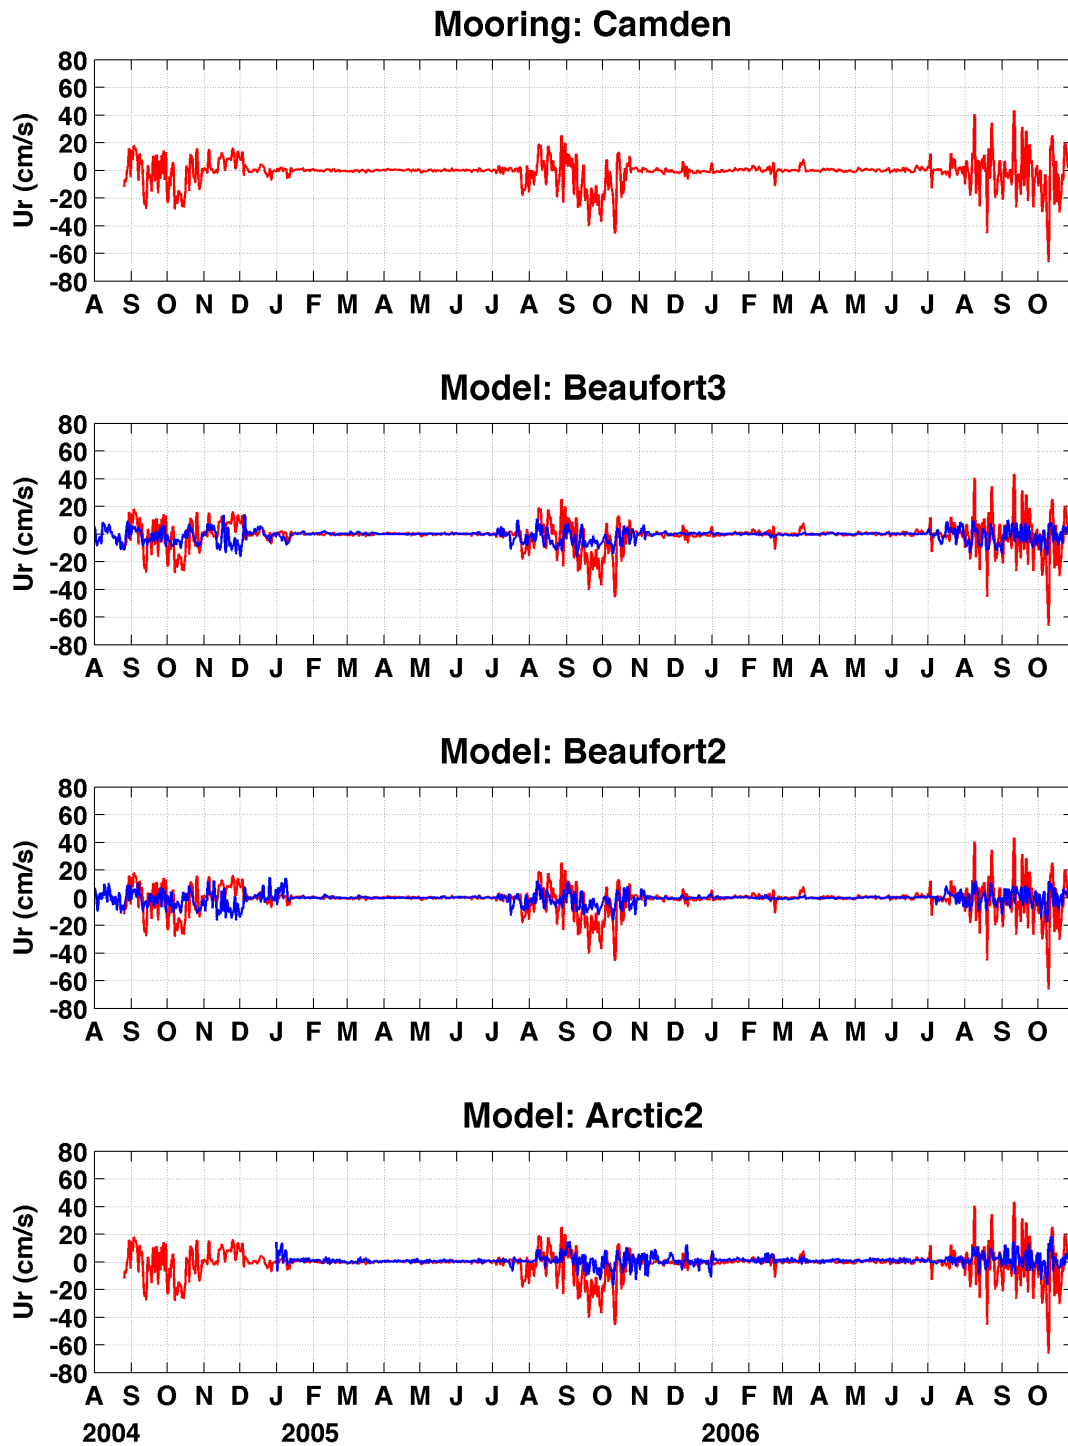 Mooring: Camden
Ur (cm/s)
80
60
40
20
0
-20
-40
-60
-80
A S O N D J F M A M J J A S O N D J F M A M J J A S O
Model: Beaufort3
Ur (cm/s)
80
60
40
20
0
-20
-40
-60
-80
A S O N D J F M A M J J A S O N D J F M A M J J A S O
Model: Beaufort2
Ur (cm/s)
80
60
40
20
0
-20
-40
-60
-80
A S O N D J F M A M J J A S O N D J F M A M J J A S O
Model: Arctic2
Ur (cm/s)
80
60
40
20
0
-20
-40
-60
-80
A S O N D J F M A M J J A S O N D J F M A M J J A S O
2004 2005 2006